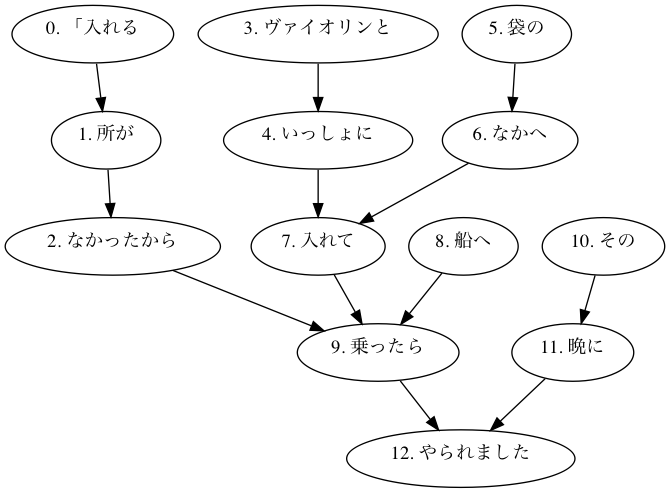 0. 「入れる
3. ヴァイオリンと
5. 袋の
1. 所が
4. いっしょに
6. なかへ
2. なかったから
7. 入れて
8. 船へ
10. その
9. 乗ったら
11. 晩に
12. やられました